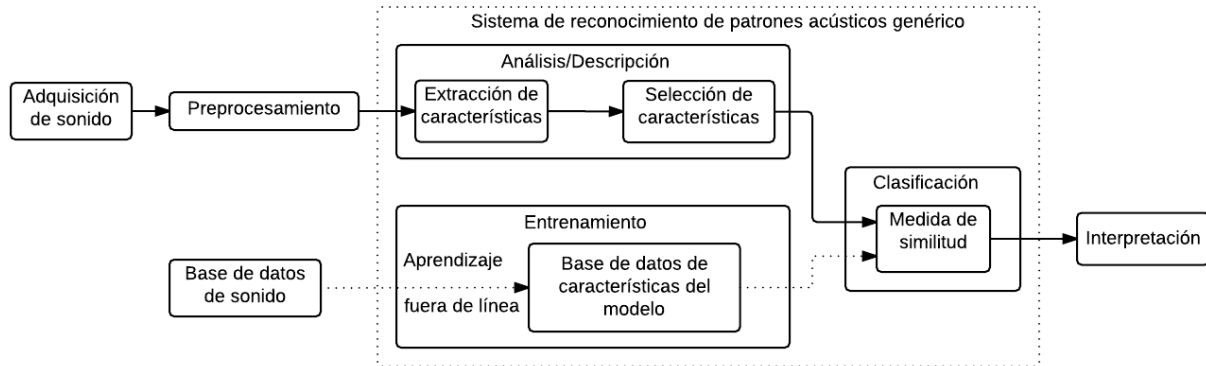 Sistema de reconocimiento de patrones acústicos genérico
Análisis/Descripción
Adquisición
de sonido
Preprocesamiento
Extracción de
características
Selección de
características
Clasificación
Medida de
similitud
Interpretación
Entrenamiento
Base de datos
de sonido
Aprendizaje
fuera de línea
Base de datos de
características del
modelo